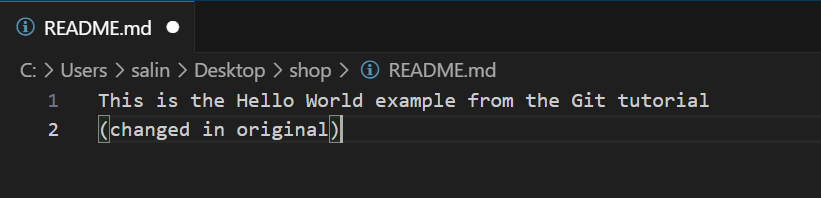 README.md
C: > Users > salin > Desktop > shop > README.md
1 This is the Hello World example from the Git tutorial
2 (changed in original)